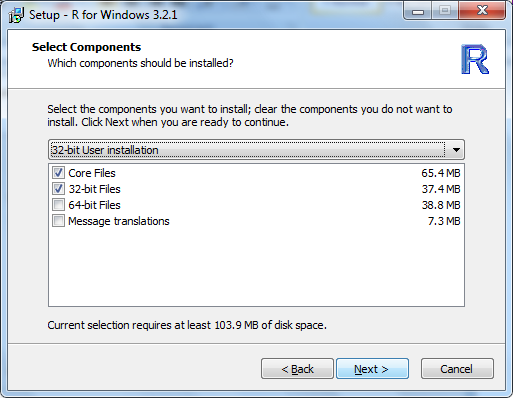 Setup - R for Windows 3.2.1
Select Components
Which components should be installed?
R
Select the components you want to install; clear the components you do not want to
install. Click Next when you are ready to continue.
32-bit User installation
Core Files 65.4 MB
32-bit Files 37.4 MB
64-bit Files 38.8 MB
Message translations 7.3 MB
Current selection requires at least 103.9 MB of disk space.
< Back Next > Cancel